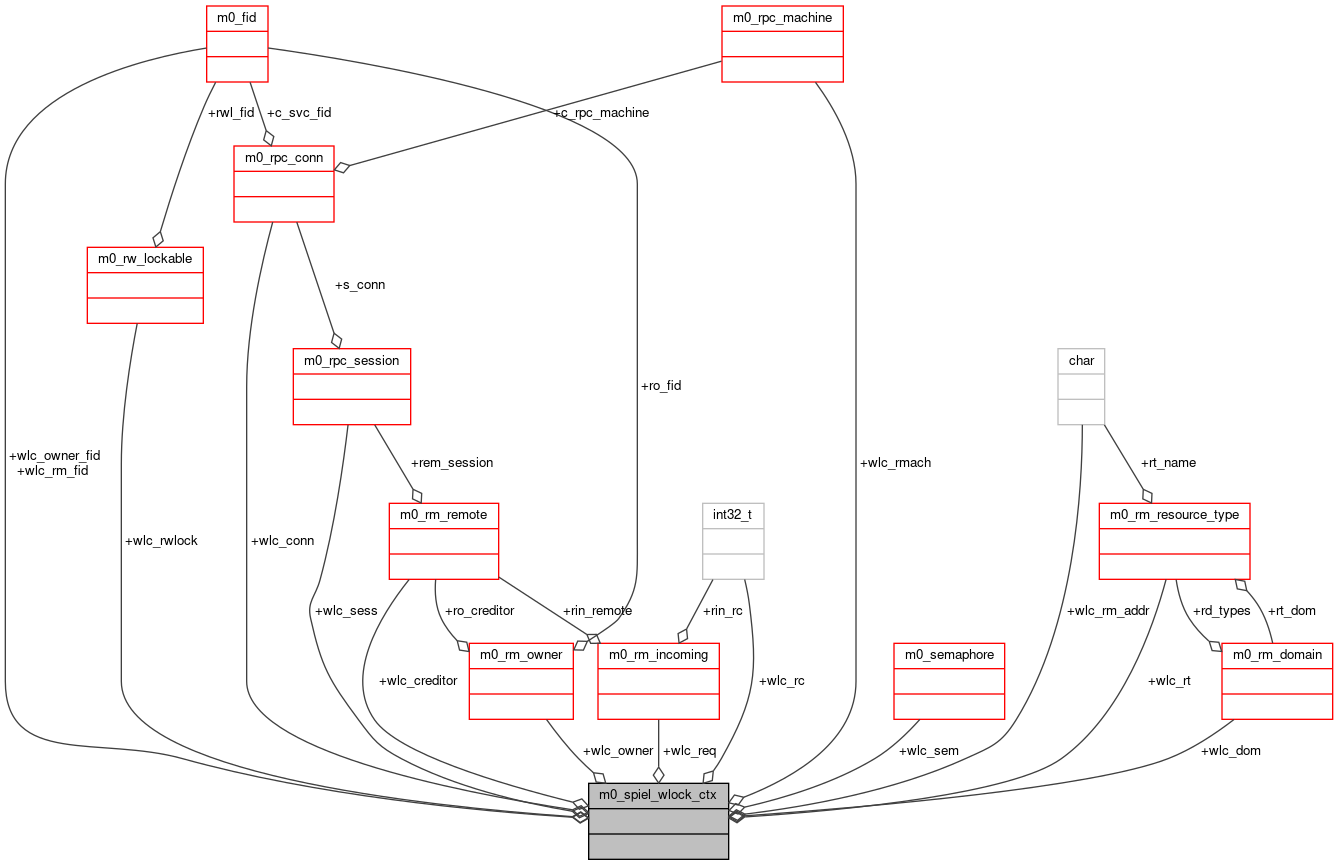 m0_fid
m0_rpc_machine
+rwl_fid
+c_svc_fid
+c_rpc_machine
m0_rpc_conn
m0_rw_lockable
+s_conn
m0_rpc_session
char
+ro_fid
+wlc_owner_fid
+wlc_rm_fid
+rem_session
+wlc_rmach
+rt_name
m0_rm_remote
int32_t
m0_rm_resource_type
+wlc_rwlock
+wlc_conn
+wlc_sess
+ro_creditor
+rin_remote
+rin_rc
+wlc_rm_addr
+rd_types
+rt_dom
m0_rm_owner
m0_rm_incoming
m0_semaphore
m0_rm_domain
+wlc_creditor
+wlc_rc
+wlc_rt
+wlc_owner
+wlc_req
+wlc_sem
+wlc_dom
m0_spiel_wlock_ctx